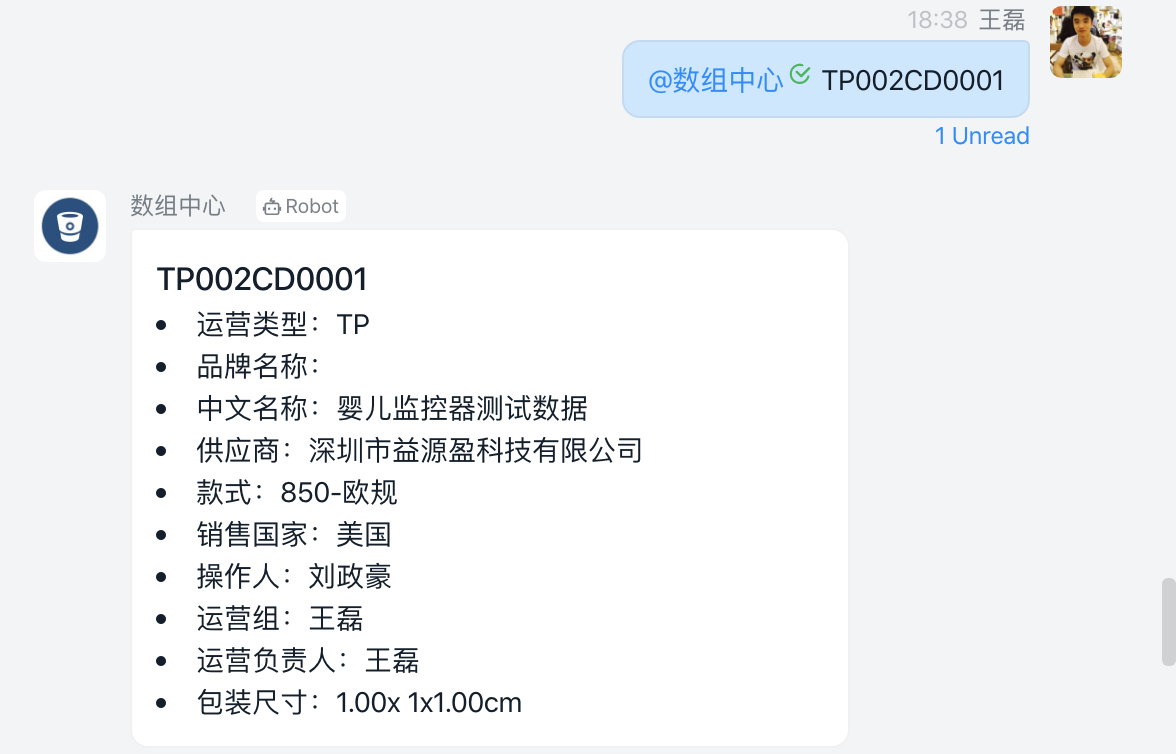 18:38 王磊
@数组中心 TP002CD0001
1 Unread
数组中心 Robot
TP002CD0001
• 运营类型：TP
• 品牌名称：
• 中文名称：婴儿监控器测试数据
• 供应商：深圳市益源盈科技有限公司
• 款式：850-欧规
• 销售国家：美国
• 操作人：刘政豪
• 运营组：王磊
• 运营负责人：王磊
• 包装尺寸：1.00x 1x1.00cm